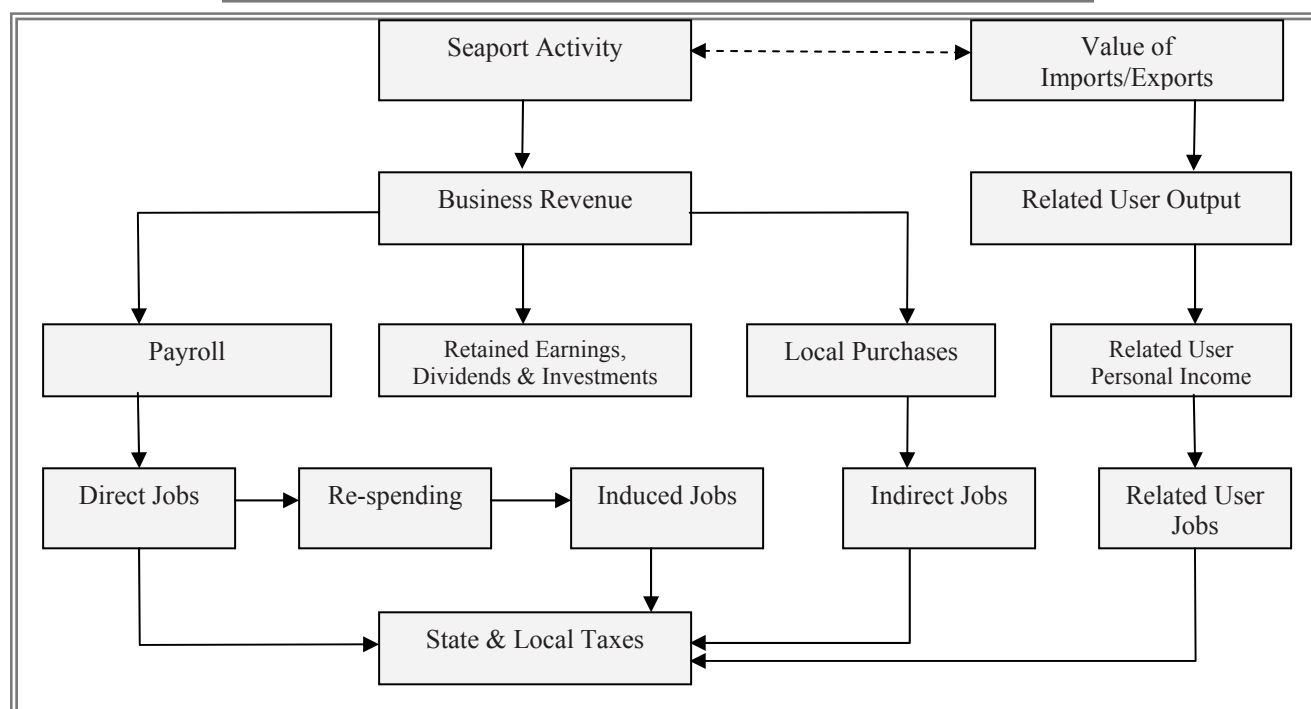 Seaport Activity
Value of
Imports/Exports
Business Revenue
Related User Output
Payroll
Retained Earnings,
Dividends & Investments
Local Purchases
Related User
Personal Income
Direct Jobs
Re-spending
Induced Jobs
Indirect Jobs
Related User
Jobs
State & Local Taxes